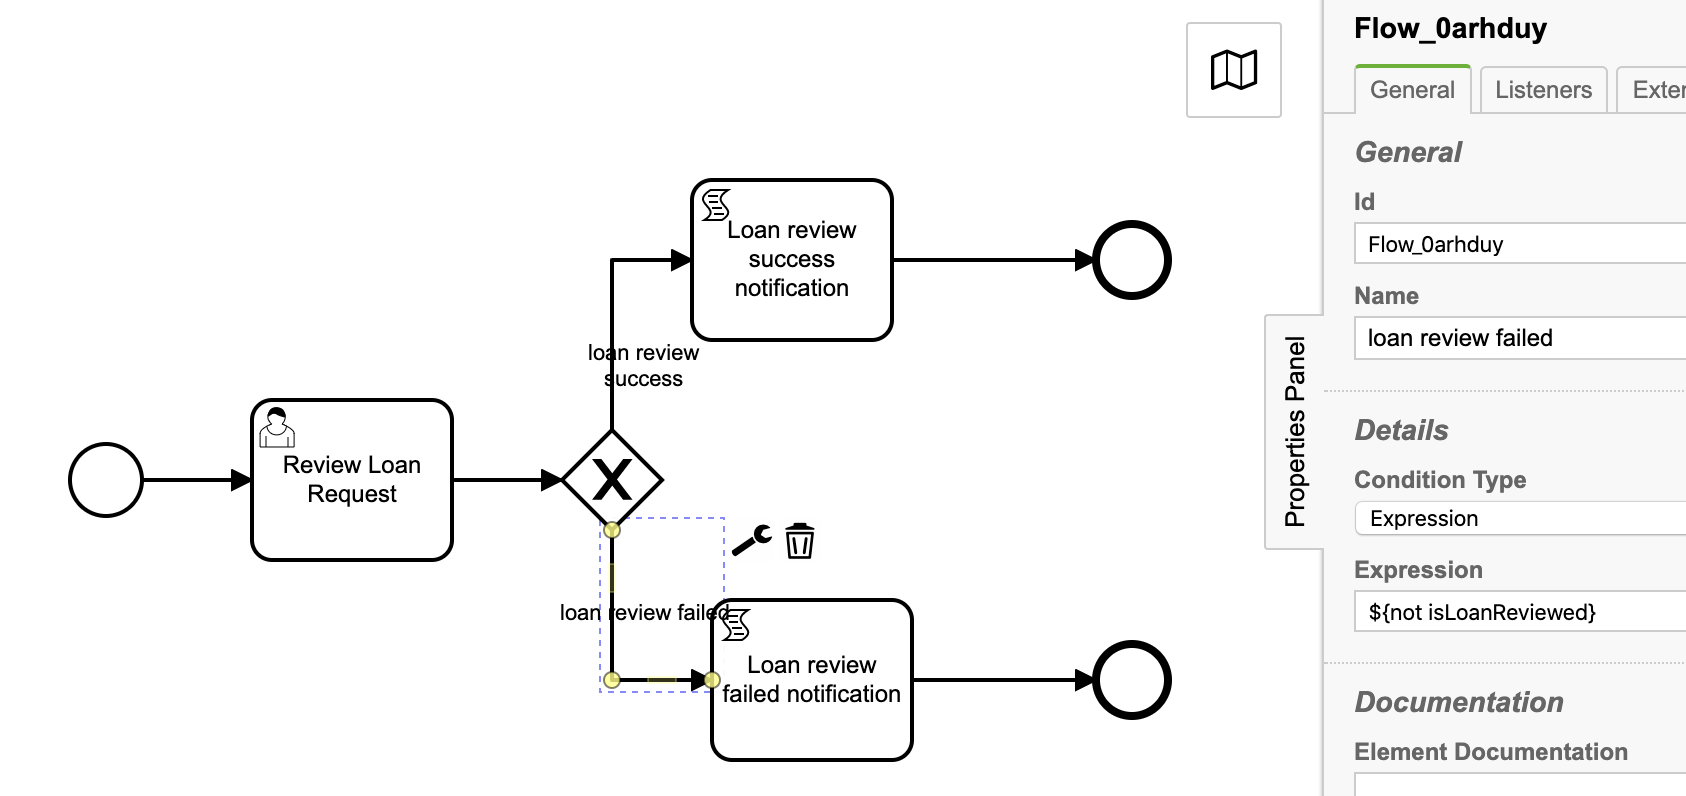 Loan review
success
notification
loan review
success
Review Loan
Request
X
loan review failed
Loan review
failed notification
Properties Panel
Flow_0arhduy
General
Listeners
Exter
General
Id
Flow_0arhduy
Name
loan review failed
Details
Condition Type
Expression
Expression
${not isLoanReviewed}
Documentation
Element Documentation